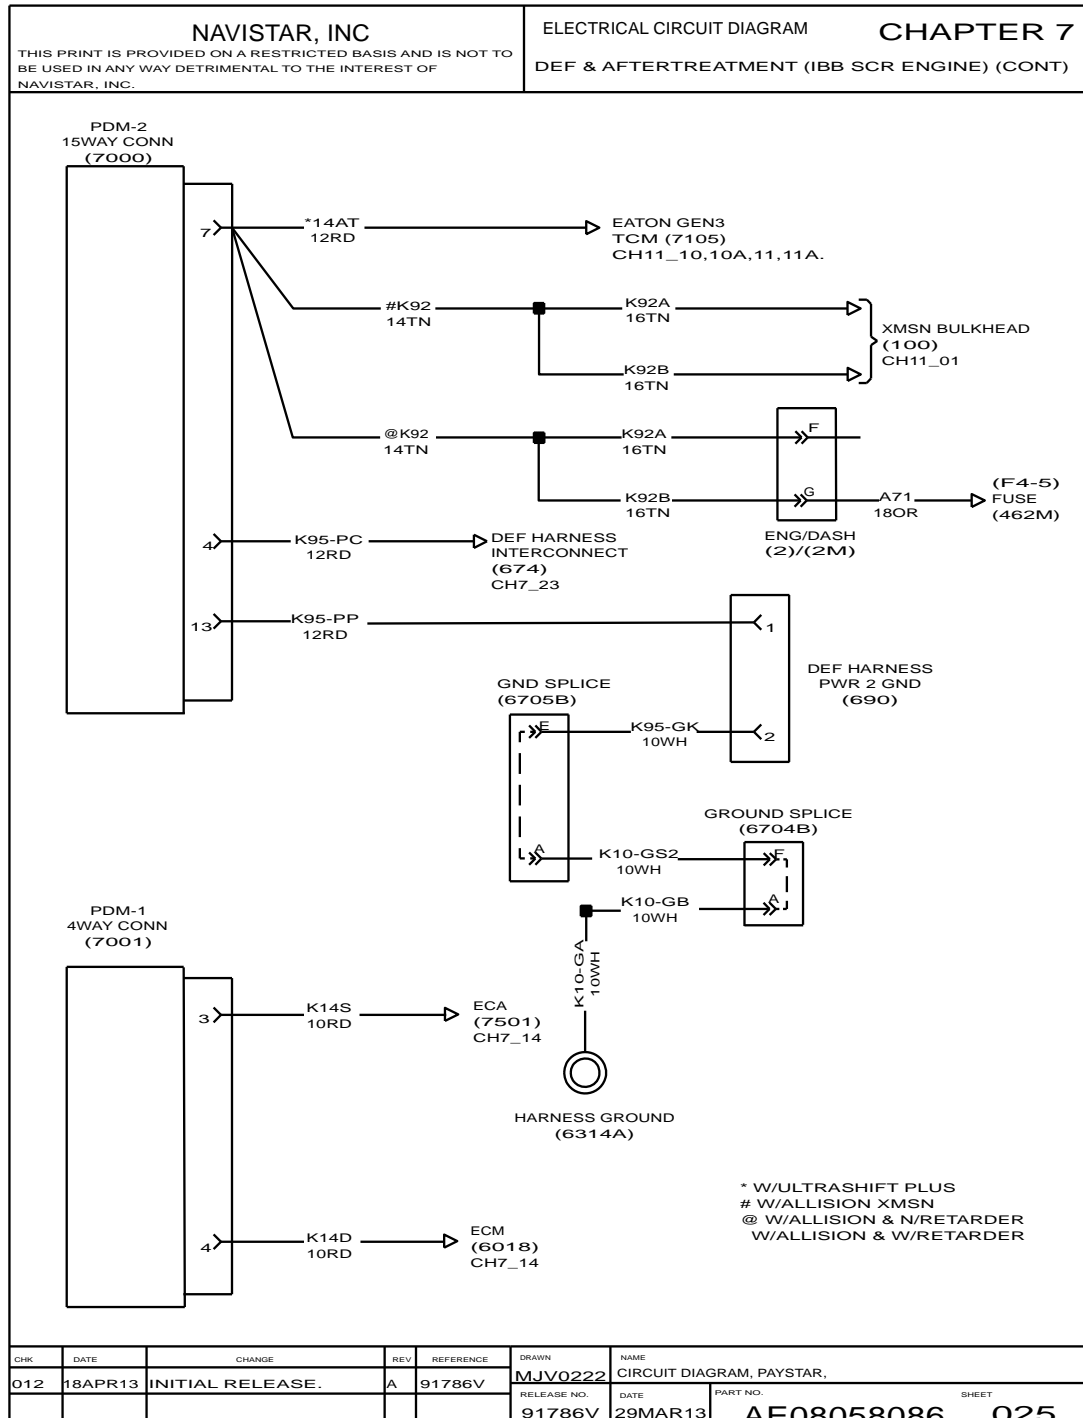 NAVISTAR, INC
THIS PRINT IS PROVIDED ON A RESTRICTED BASIS AND IS NOT TO
BE USED IN ANY WAY DETRIMENTAL TO THE INTEREST OF
NAVISTAR, INC.
ELECTRICAL CIRCUIT DIAGRAM
CHAPTER 7
DEF & AFTERTREATMENT (IBB SCR ENGINE) (CONT)
PDM-2
15WAY CONN
(7000)
7
*14AT
12RD
EATON GEN3
TCM (7105)
CH11_10,10A,11,11A.
#K92
14TN
K92A
16TN
K92B
16TN
XMSN BULKHEAD
(100)
CH11_01
@K92
14TN
K92A
16TN
F
K92B
16TN
G
A71
18OR
(F4-5)
FUSE
(462M)
ENG/DASH
(2)/(2M)
4
K95-PC
12RD
DEF HARNESS
INTERCONNECT
(674)
CH7_23
13
K95-PP
12RD
1
DEF HARNESS
PWR 2 GND
(690)
GND SPLICE
(6705B)
E
K95-GK
10WH
2
GROUND SPLICE
(6704B)
A
K10-GS2
10WH
F
K10-GB
10WH
A
K10-GA
10WH
HARNESS GROUND
(6314A)
PDM-1
4WAY CONN
(7001)
3
K14S
10RD
ECA
(7501)
CH7_14
4
K14D
10RD
ECM
(6018)
CH7_14
* W/ULTRASHIFT PLUS
# W/ALLISION XMSN
@ W/ALLISION & N/RETARDER
W/ALLISION & W/RETARDER
CHK DATE CHANGE REV REFERENCE
012 18APR13 INITIAL RELEASE. A 91786V
DRAWN
MJV0222
NAME
CIRCUIT DIAGRAM, PAYSTAR,
RELEASE NO.
91786V
DATE
29MAR13
PART NO.
AE08058086
SHEET
025